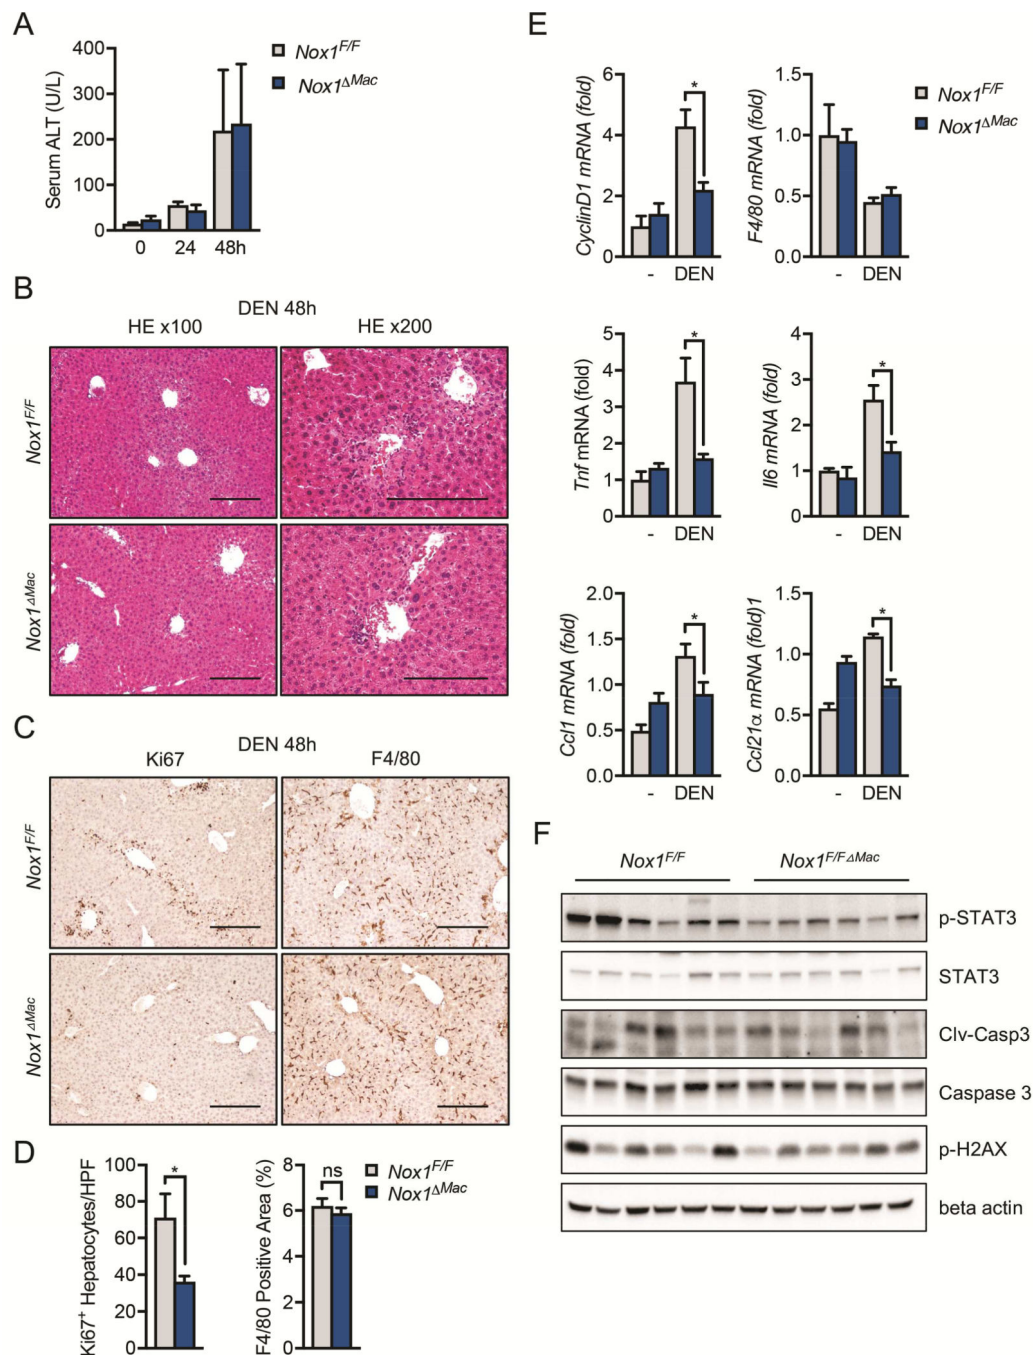 A
Serum ALT (U/L)
400
300
200
100
0
0 24 48h
Nox1F/F
Nox1ΔMac
B
DEN 48h
HE x100 HE x200
Nox1F/F
Nox1ΔMac
C
DEN 48h
Ki67 F4/80
Nox1F/F
Nox1ΔMac
D
Ki67+ Hepatocytes/HPF
100
80
60
40
20
0
*
F4/80 Positive Area (%)
8
6
4
2
0
ns
Nox1F/F
Nox1ΔMac
E
CyclinD1 mRNA (fold)
6
4
2
0
*
- DEN
F4/80 mRNA (fold)
1.5
1.0
0.5
0.0
- DEN
Nox1F/F
Nox1ΔMac
Tnf mRNA (fold)
5
4
3
2
1
0
*
- DEN
Il6 mRNA (fold)
4
3
2
1
0
*
- DEN
Ccl1 mRNA (fold)
2.0
1.5
1.0
0.5
0.0
*
- DEN
Ccl21α mRNA (fold)1
1.5
1.0
0.5
0.0
*
- DEN
F
Nox1F/F Nox1F/FΔMac
p-STAT3
STAT3
Clv-Casp3
Caspase 3
p-H2AX
beta actin